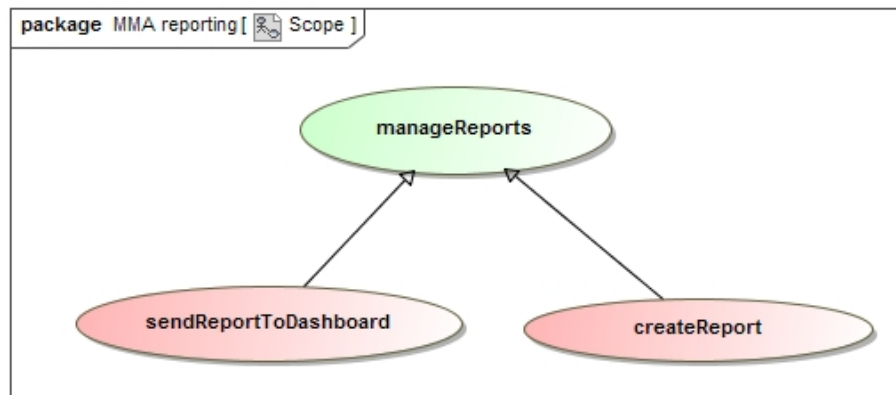 package MMA reporting[ Scope ]
manageReports
sendReportToDashboard
createReport